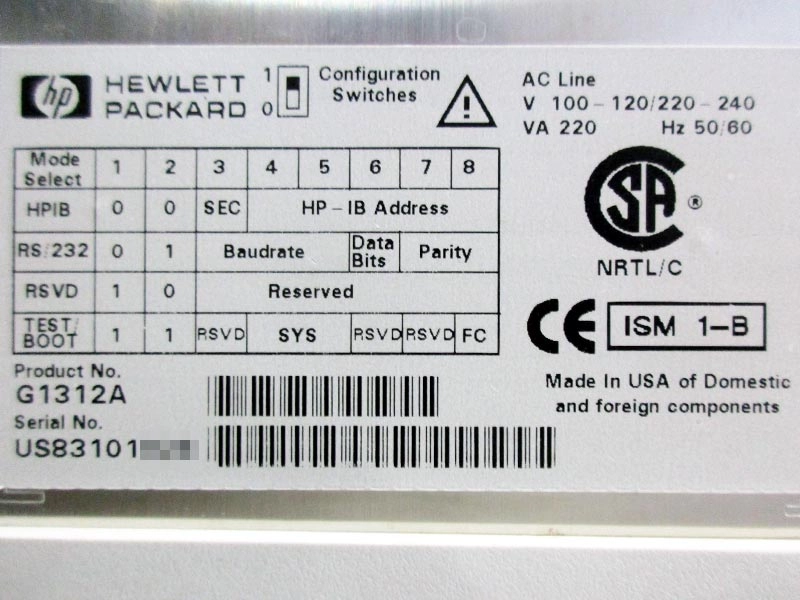 hp HEWLETT PACKARD
1 0
Configuration Switches
AC Line
V 100-120/220-240
VA 220 Hz 50/60
Mode Select 1 2 3 4 5 6 7 8
HPIB 0 0 SEC HP-IB Address
RS/232 0 1 Baudrate Data Bits Parity
RSVD 1 0 Reserved
TEST/BOOT 1 1 RSVD SYS RSVD RSVD FC
SA ®
NRTL/C
CE ISM 1-B
Product No.
G1312A
Serial No.
US83101
Made In USA of Domestic
and foreign components